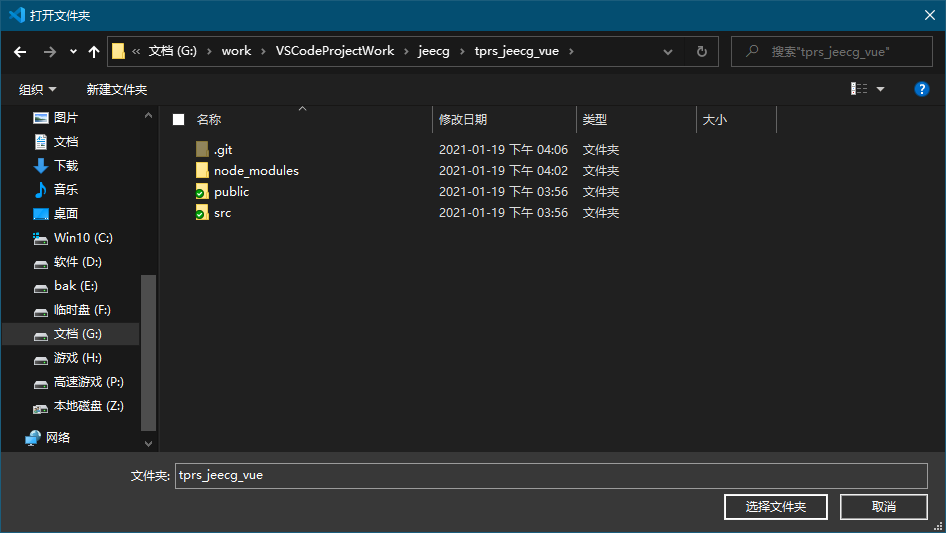 打开文件夹
« 文档 (G:) › work › VSCodeProjectWork › jeecg › tprs_jeecg_vue ›
搜索"tprs_jeecg_vue"
组织 新建文件夹 ?
图片
文档
下载
音乐
桌面
Win10 (C:)
软件 (D:)
bak (E:)
临时盘 (F:)
文档 (G:)
游戏 (H:)
高速游戏 (P:)
本地磁盘 (Z:)
网络
名称 修改日期 类型 大小
.git 2021-01-19 下午 04:06 文件夹
node_modules 2021-01-19 下午 04:02 文件夹
public 2021-01-19 下午 03:56 文件夹
src 2021-01-19 下午 03:56 文件夹
文件夹: tprs_jeecg_vue
选择文件夹 取消